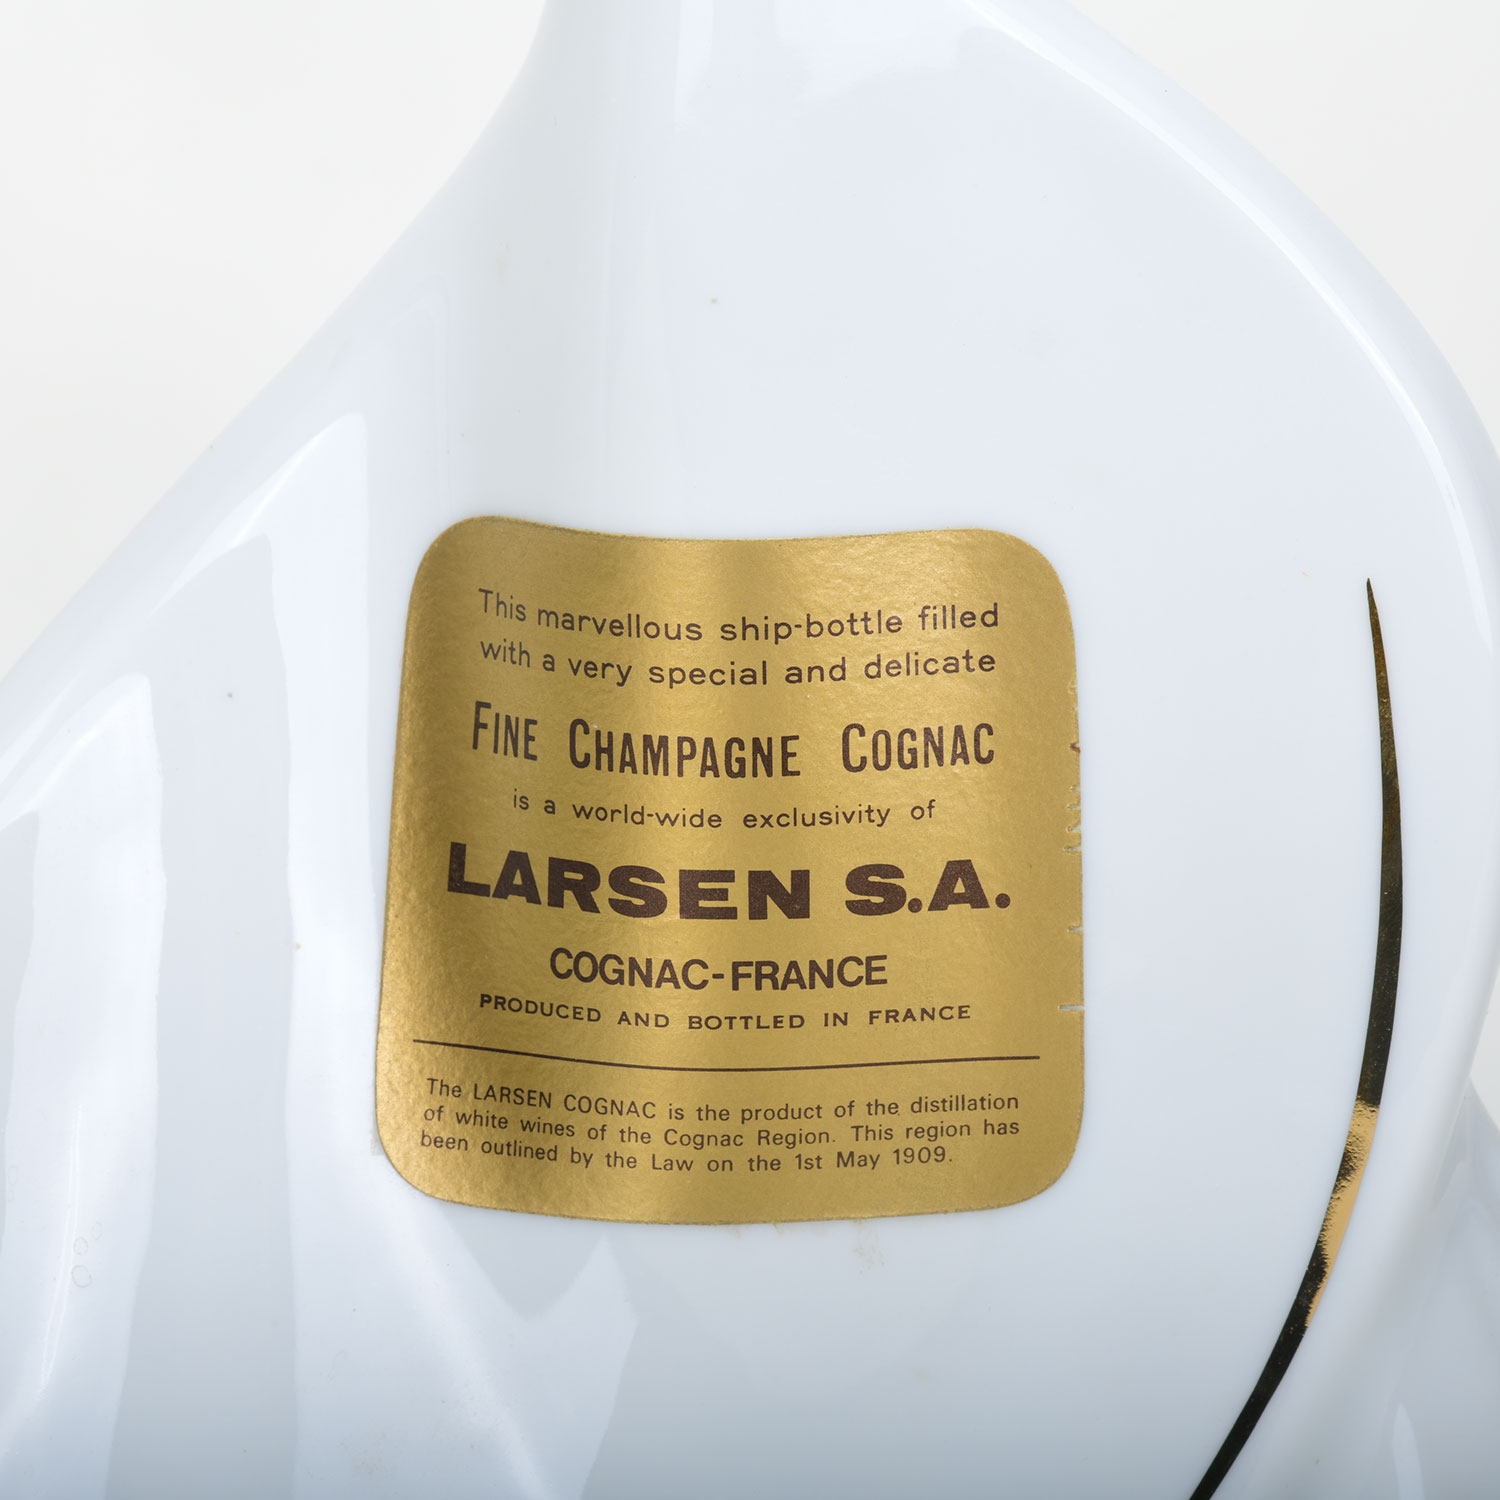 This marvellous ship-bottle filled
with a very special and delicate
FINE CHAMPAGNE COGNAC
is a world-wide exclusivity of
LARSEN S.A.
COGNAC-FRANCE
PRODUCED AND BOTTLED IN FRANCE
The LARSEN COGNAC is the product of the distillation
of white wines of the Cognac Region. This region has
been outlined by the Law on the 1st May 1909.